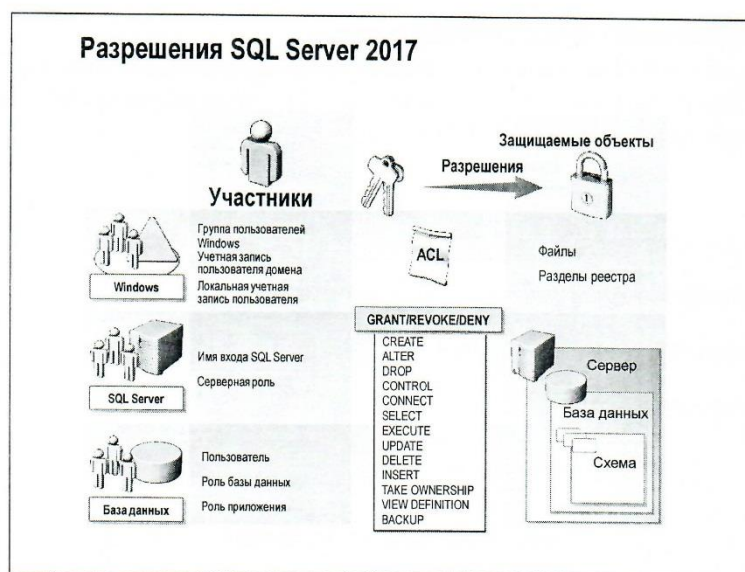 Разрешения SQL Server 2017
Участники
Разрешения
Защищаемые объекты
Windows
Группа пользователей
Windows
Учетная запись
пользователя домена
Локальная учетная
запись пользователя
ACL
Файлы
Разделы реестра
SQL Server
Имя входа SQL Server
Серверная роль
База данных
Пользователь
Роль базы данных
Роль приложения
GRANT/REVOKE/DENY
CREATE
ALTER
DROP
CONTROL
CONNECT
SELECT
EXECUTE
UPDATE
DELETE
INSERT
TAKE OWNERSHIP
VIEW DEFINITION
BACKUP
Сервер
База данных
Схема